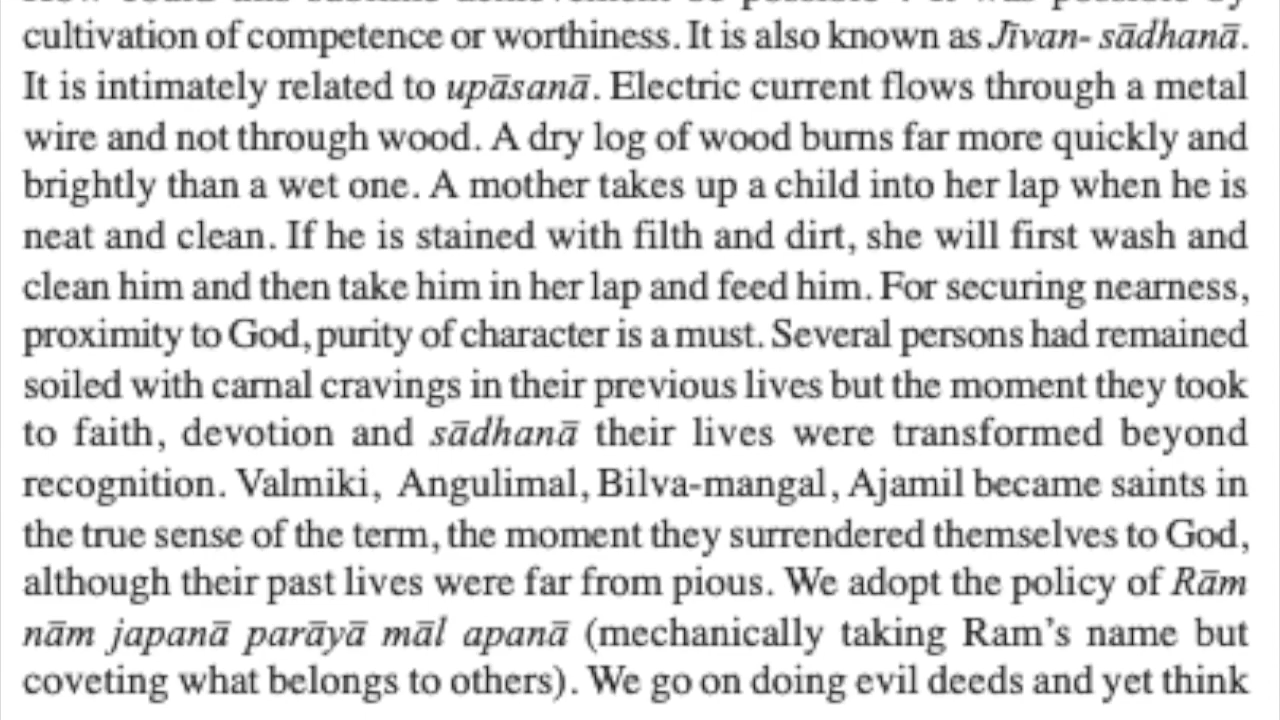 cultivation of competence or worthiness. It is also known as Jīvan- sādhanā.
It is intimately related to upāsanā. Electric current flows through a metal
wire and not through wood. A dry log of wood burns far more quickly and
brightly than a wet one. A mother takes up a child into her lap when he is
neat and clean. If he is stained with filth and dirt, she will first wash and
clean him and then take him in her lap and feed him. For securing nearness,
proximity to God, purity of character is a must. Several persons had remained
soiled with carnal cravings in their previous lives but the moment they took
to faith, devotion and sādhanā their lives were transformed beyond
recognition. Valmiki, Angulimal, Bilva-mangal, Ajamil became saints in
the true sense of the term, the moment they surrendered themselves to God,
although their past lives were far from pious. We adopt the policy of Rām
nām japanā parāyā māl apanā (mechanically taking Ram's name but
coveting what belongs to others). We go on doing evil deeds and yet think